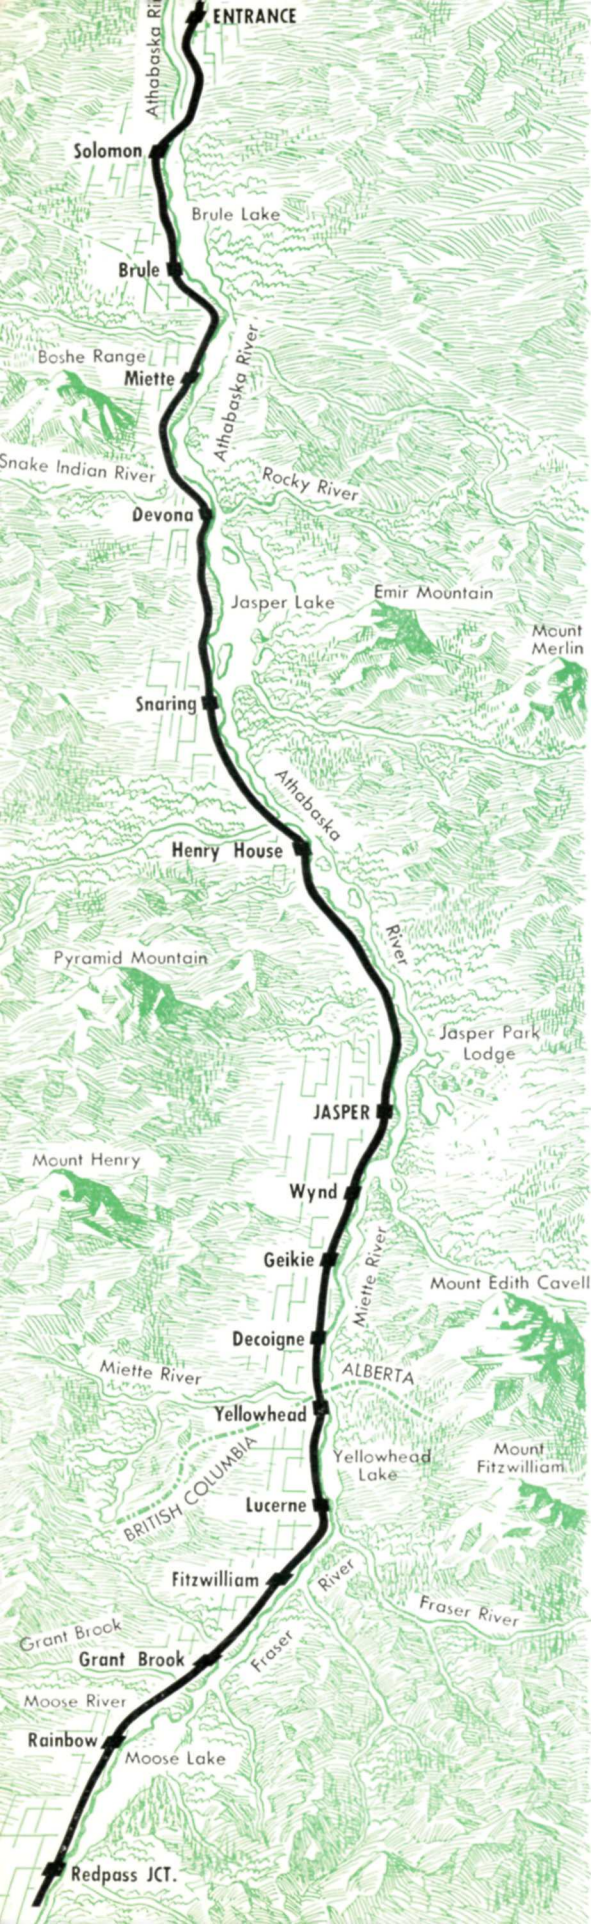 ENTRANCE
Athabaska
Solomon
Brule Lake
Brule
Boshe Range
Athabaska River
Miette
Snake Indian River
Rocky River
Devona
Jasper Lake
Emir Mountain
Mount
Merlin
Snaring
Athabaska
Henry House
River
Pyramid Mountain
Jasper Park
Lodge
JASPER
Mount Henry
Wynd
Geikie
Miette River
Mount Edith Cavell
Decoigne
Miette River
ALBERTA
Yellowhead
BRITISH COLUMBIA
Yellowhead
Lake
Mount
Fitzwilliam
Lucerne
Fitzwilliam
River
Fraser River
Grant Brook
Fraser
Grant Brook
Moose River
Rainbow
Moose Lake
Redpass JCT.